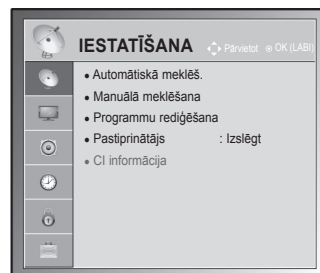 IESTATĪŠANA Pārvietot OK (LABI)
• Automātiskā meklēš.
• Manuālā meklēšana
• Programmu rediģēšana
• Pastiprinātājs : Izslēgt
• CI informācija